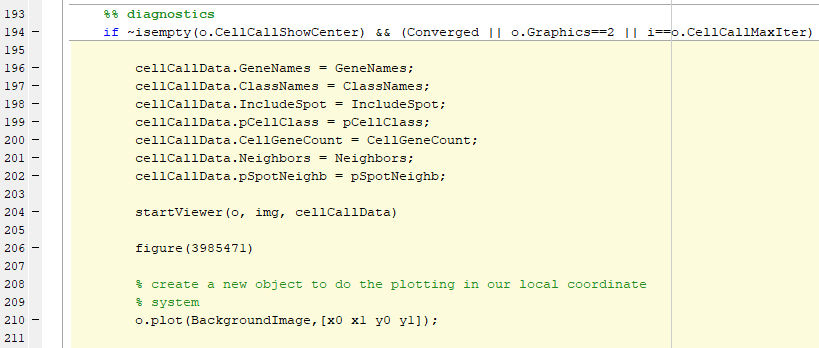 193 %% diagnostics
194 – if ~isempty(o.CellCallShowCenter) && (Converged || o.Graphics==2 || i==o.CellCallMaxIter)
195
196 – cellCallData.GeneNames = GeneNames;
197 – cellCallData.ClassNames = ClassNames;
198 – cellCallData.IncludeSpot = IncludeSpot;
199 – cellCallData.pCellClass = pCellClass;
200 – cellCallData.CellGeneCount = CellGeneCount;
201 – cellCallData.Neighbors = Neighbors;
202 – cellCallData.pSpotNeighb = pSpotNeighb;
203
204 – startViewer(o, img, cellCallData)
205
206 – figure(3985471)
207
208 % create a new object to do the plotting in our local coordinate
209 % system
210 – o.plot(BackgroundImage,[x0 x1 y0 y1]);
211